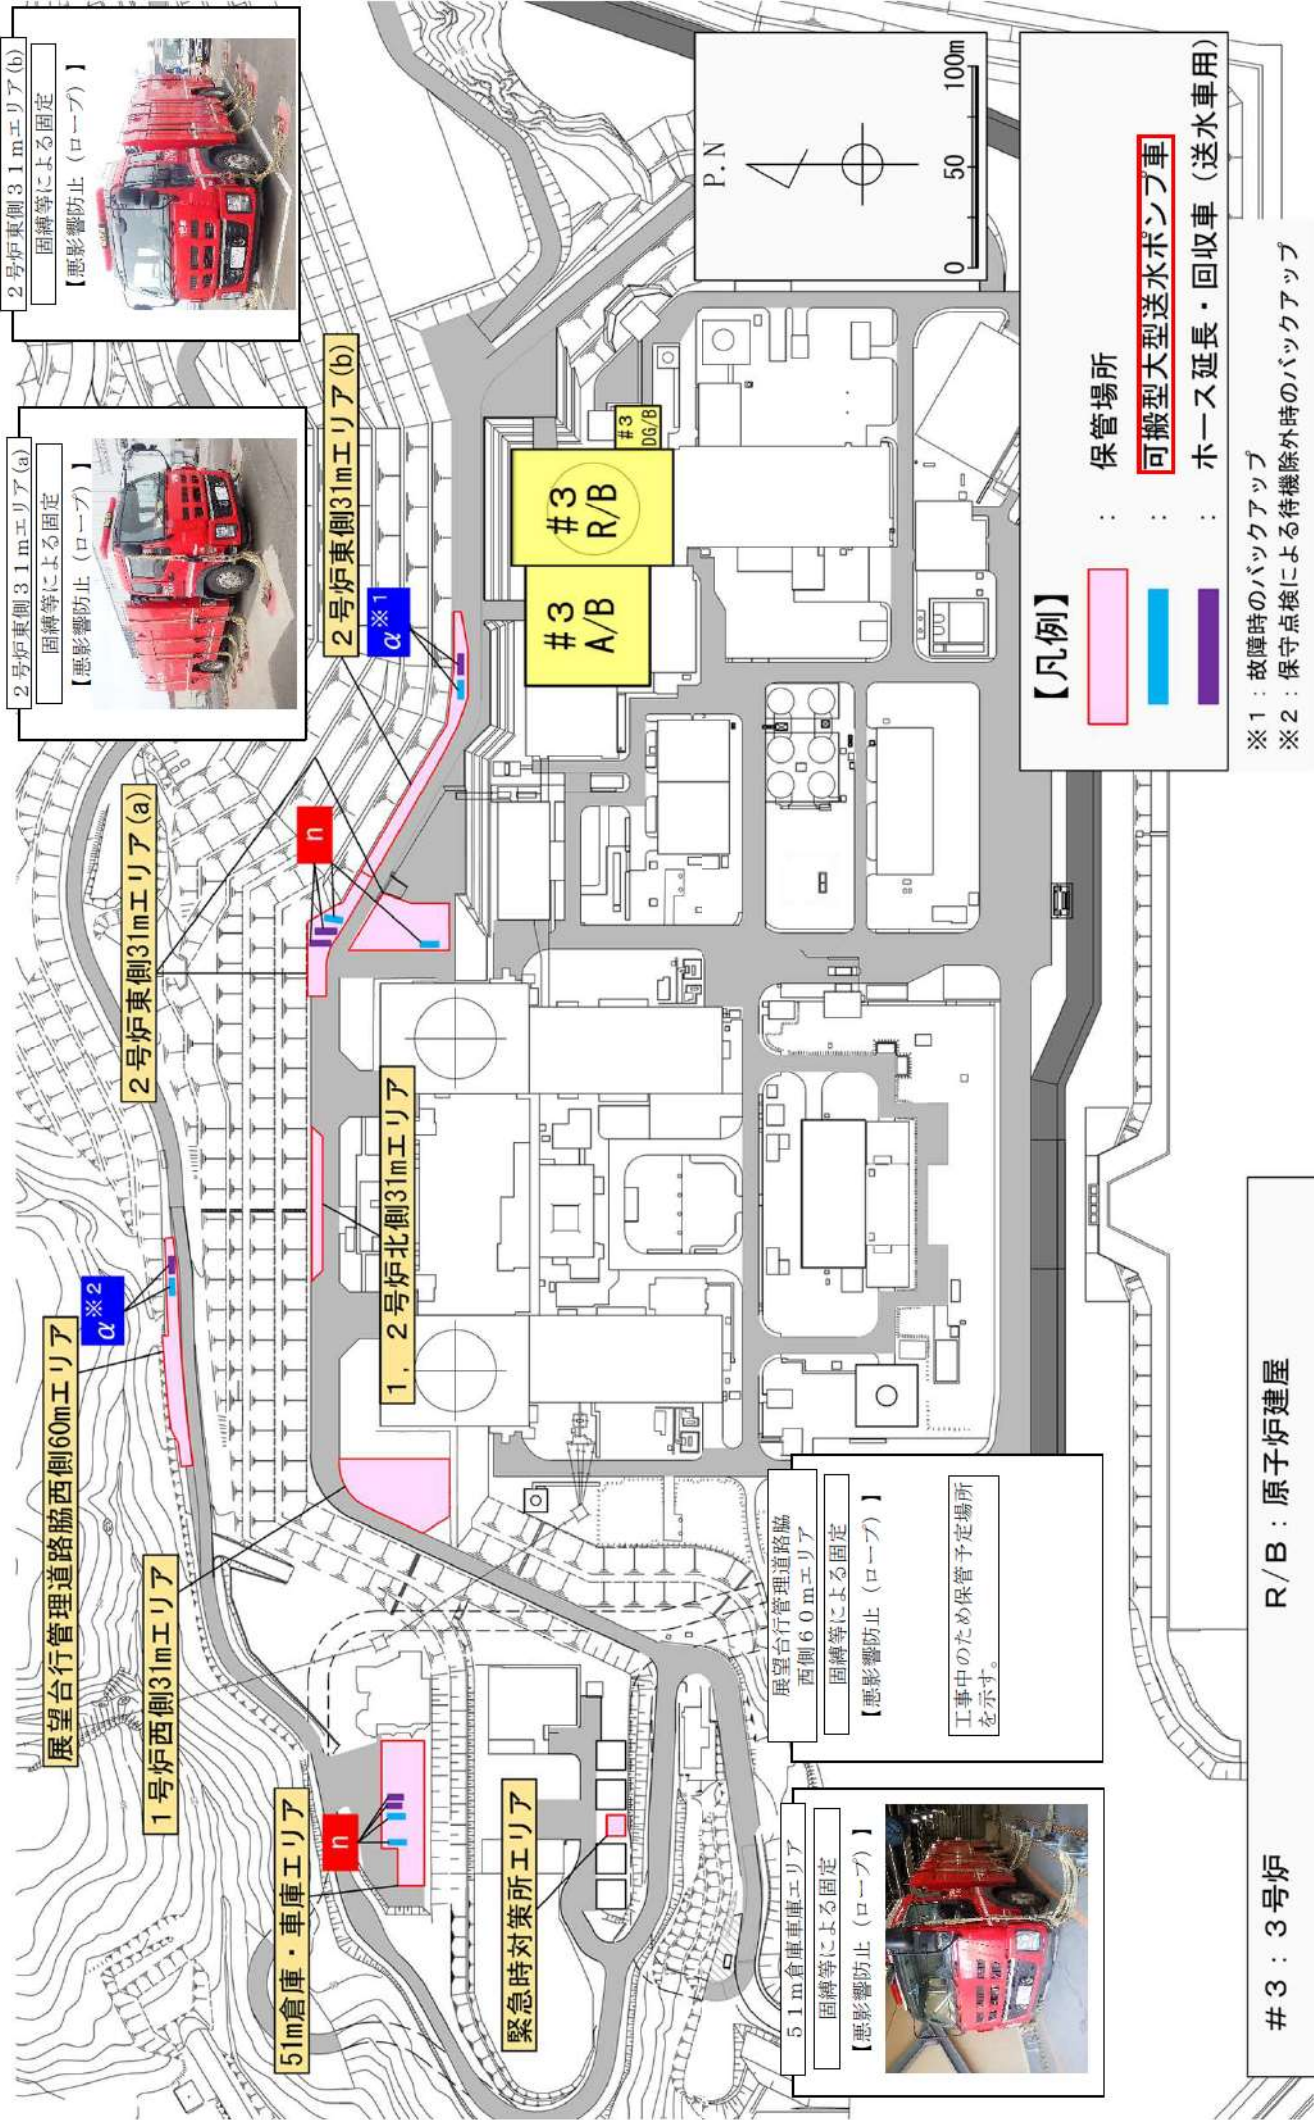 51m倉庫・車庫エリア
n
緊急時対策所エリア
1号炉西側31mエリア
展望台行管理道路脇西側60mエリア
α※2
1，2号炉北側31mエリア
2号炉東側31mエリア(a)
n
2号炉東側31mエリア(b)
α※1
#3
A/B
#3
R/B
#3
DG/B
2号炉東側31mエリア(a)
固縛等による固定
【悪影響防止（ロープ）】
2号炉東側31mエリア(b)
固縛等による固定
【悪影響防止（ロープ）】
51m倉庫車庫エリア
固縛等による固定
【悪影響防止（ロープ）】
展望台行管理道路脇
西側60mエリア
固縛等による固定
【悪影響防止（ロープ）】
工事中のため保管予定場所
を示す。
P.N
0 50 100m
【凡例】
：保管場所
：可搬型大型送水ポンプ車
：ホース延長・回収車（送水車用）
※1：故障時のバックアップ
※2：保守点検による待機除外時のバックアップ
#3：3号炉 R/B：原子炉建屋